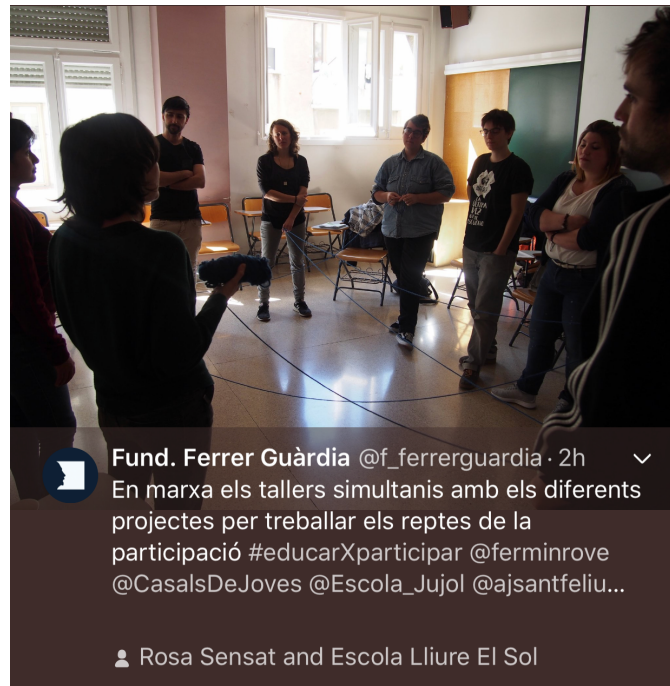 Fund. Ferrer Guàrdia @f_ferrerguardia · 2h
En marxa els tallers simultanis amb els diferents
projectes per treballar els reptes de la
participació #educarXparticipar @ferminrove
@CasalsDeJoves @Escola_Jujol @ajsantfeliu...
Rosa Sensat and Escola Lliure El Sol